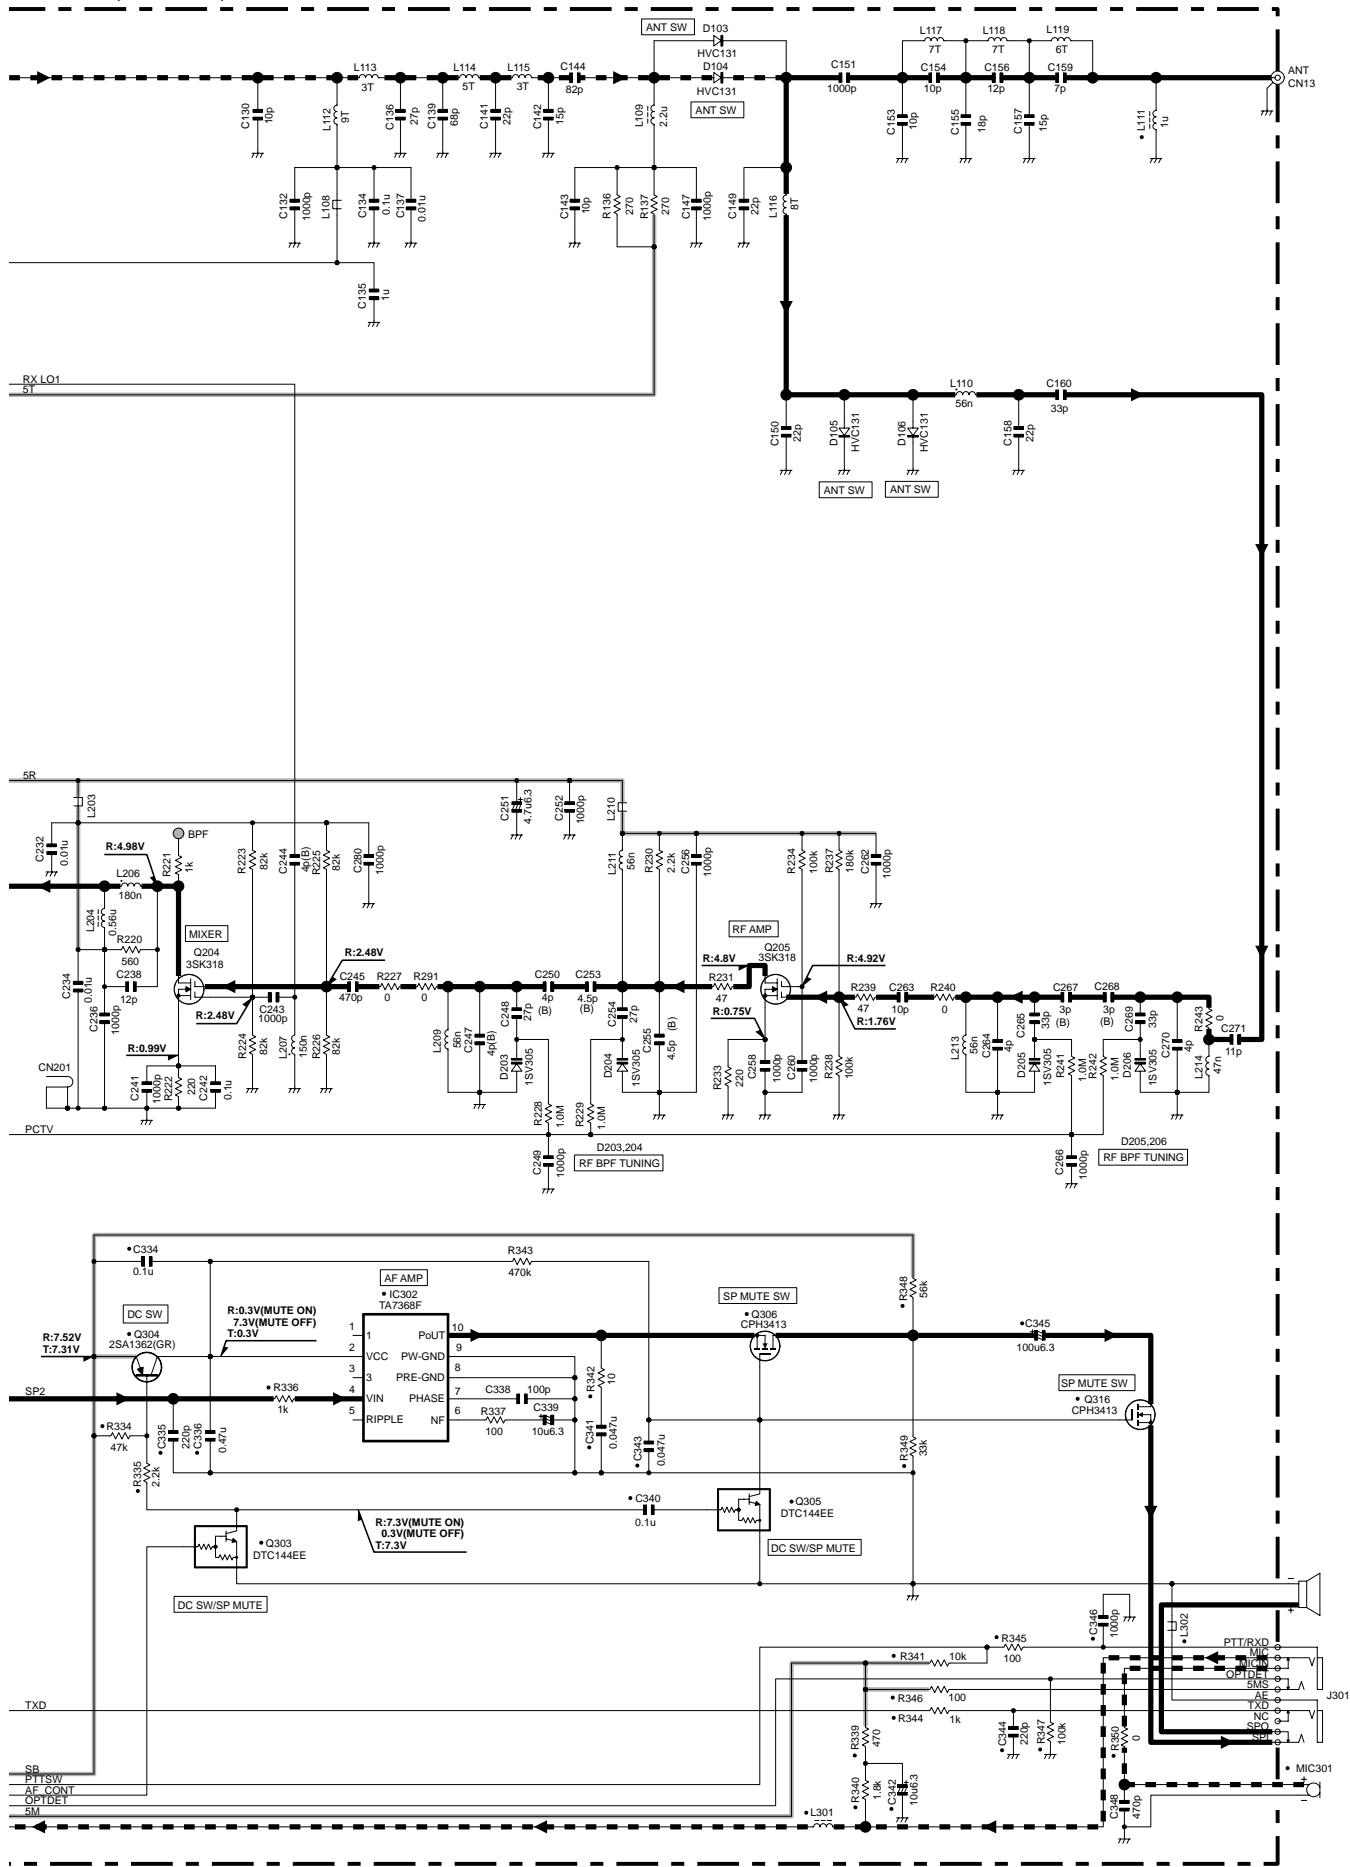 ANT SW
D103
HVC131
D104
HVC131
ANT SW
L113
3T
L114
5T
L115
3T
C144
82p
C151
1000p
L117
7T
L118
7T
L119
6T
C154
10p
C156
12p
C159
7p
ANT
CN13
C130
10p
L112
9T
C136
27p
C139
68p
C141
22p
C142
15p
L109
2.2u
C153
10p
C155
18p
C157
15p
• L111
1u
C132
1000p
L108
C134
0.1u
C137
0.01u
C143
10p
R136
270
R137
270
C147
1000p
C149
22p
L116
8T
C135
1u
RX LO1
5T
L110
56n
C160
33p
C150
22p
D105
HVC131
D106
HVC131
C158
22p
ANT SW
ANT SW
5R
L203
C251
4.7u6.3
C252
1000p
L210
BPF
C232
0.01u
R:4.98V
R221
1k
R223
82k
C244
4p(B)
R225
82k
C280
1000p
L211
56n
R230
2.2k
C256
1000p
R234
100k
R237
180k
C262
1000p
L206
180n
L204
0.56u
R220
560
C238
12p
MIXER
Q204
3SK318
R:2.48V
C245
470p
R227
0
R291
0
C250
4p
(B)
C253
4.5p
(B)
R231
47
R:4.8V
RF AMP
Q205
3SK318
R:4.92V
R239
47
C263
10p
R240
0
C267
3p
(B)
C268
3p
(B)
R243
0
C271
11p
C234
0.01u
C236
1000p
R:2.48V
C243
1000p
R224
82k
L207
150n
R226
82k
L209
56n
C247
4p(B)
C248
27p
D203
1SV305
C254
27p
D204
1SV305
C255
4.5p
(B)
R:0.75V
R:1.76V
R233
220
C258
1000p
C260
1000p
R238
100k
L213
56n
C264
4p
C265
33p
D205
1SV305
R241
1.0M
R242
1.0M
C269
33p
D206
1SV305
C270
4p
L214
47n
R:0.99V
CN201
C241
1000p
R222
220
C242
0.1u
R228
1.0M
R229
1.0M
PCTV
C249
1000p
D203,204
RF BPF TUNING
C266
1000p
D205,206
RF BPF TUNING
• C334
0.1u
R343
470k
AF AMP
• IC302
TA7368F
SP MUTE SW
• Q306
CPH3413
• R348
56k
DC SW
• Q304
2SA1362(GR)
R:0.3V(MUTE ON)
7.3V(MUTE OFF)
T:0.3V
R:7.52V
T:7.31V
1
2
3
4
5
1
VCC
3
VIN
RIPPLE
PoUT
PW-GND
PRE-GND
PHASE
NF
10
9
8
7
6
• C345
100u6.3
SP2
• R336
1k
C338
100p
R337
100
C339
10u6.3
• R342
10
• C341
0.047u
• C343
0.047u
SP MUTE SW
• Q316
CPH3413
• R334
47k
• C335
220p
• C336
0.47u
• R335
2.2k
• R349
33k
R:7.3V(MUTE ON)
0.3V(MUTE OFF)
T:7.3V
• C340
0.1u
• Q305
DTC144EE
DC SW/SP MUTE
• Q303
DTC144EE
DC SW/SP MUTE
−
+
• C346
1000p
• L302
• R345
100
• R341
10k
• R346
100
• R344
1k
PTT/RXD
MIC
MICIN
OPTDET
5MS
AE
TXD
NC
SPO
SPI
J301
TXD
• R339
470
• C344
220p
• R347
100k
• R350
0
SB
PTTSW
AF CONT
OPTDET
5M
• R340
1.8k
• C342
10u6.3
• L301
• C348
470p
• MIC301
+
−